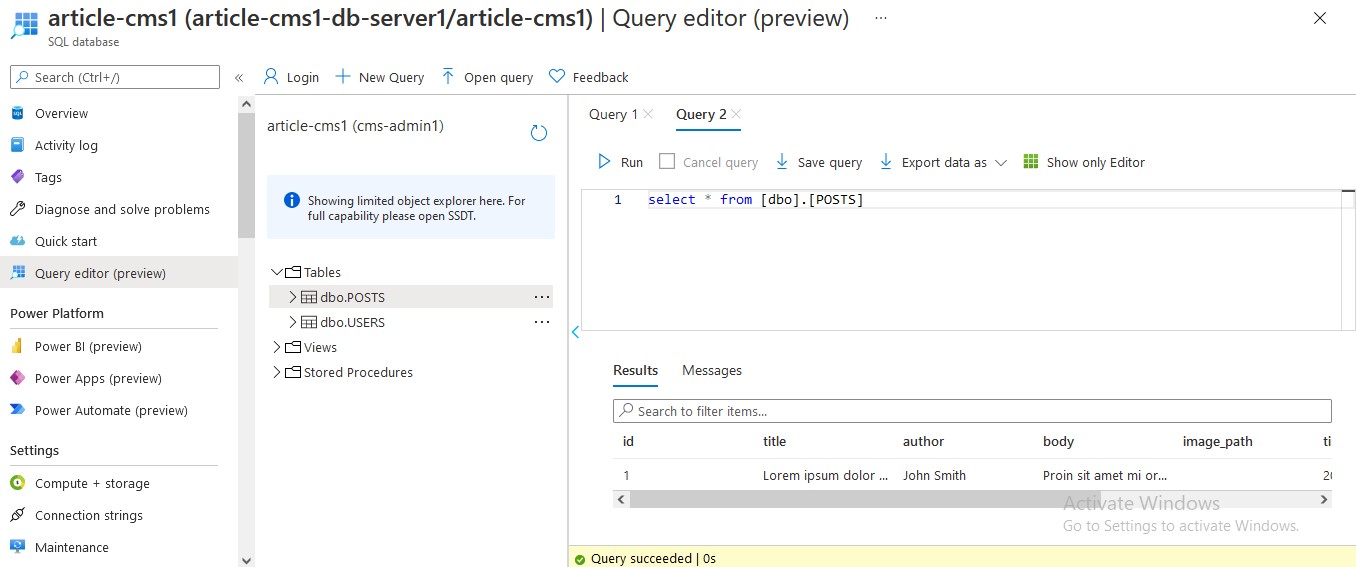 article-cms1 (article-cms1-db-server1/article-cms1) | Query editor (preview) ...
SQL database
Search (Ctrl+/)
«
Overview
Activity log
Tags
Diagnose and solve problems
Quick start
Query editor (preview)
Power Platform
Power BI (preview)
Power Apps (preview)
Power Automate (preview)
Settings
Compute + storage
Connection strings
Maintenance
Login
New Query
Open query
Feedback
article-cms1 (cms-admin1)
Showing limited object explorer here. For
full capability please open SSDT.
Tables
dbo.POSTS ...
dbo.USERS ...
Views
Stored Procedures
Query 1
Query 2
Run
Cancel query
Save query
Export data as
Show only Editor
1 select * from [dbo].[POSTS]
Results
Messages
Search to filter items...
id title author body image_path ti
1 Lorem ipsum dolor ... John Smith Proin sit amet mi or... 20
Activate Windows
Go to Settings to activate Windows.
Query succeeded | 0s